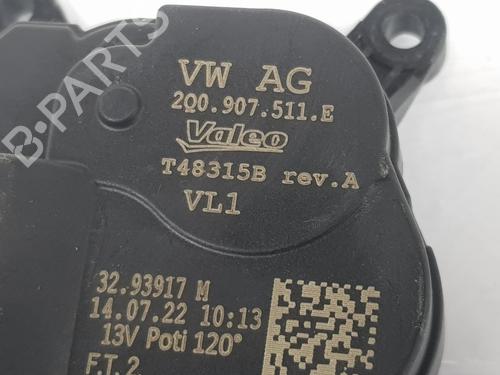 VW AG
2Q0.907.511.E
Valeo
T48315B rev.A
VL1
32.93917 M
14.07.22 10:13
13V Poti 120°
F.T.2
B-PARTS